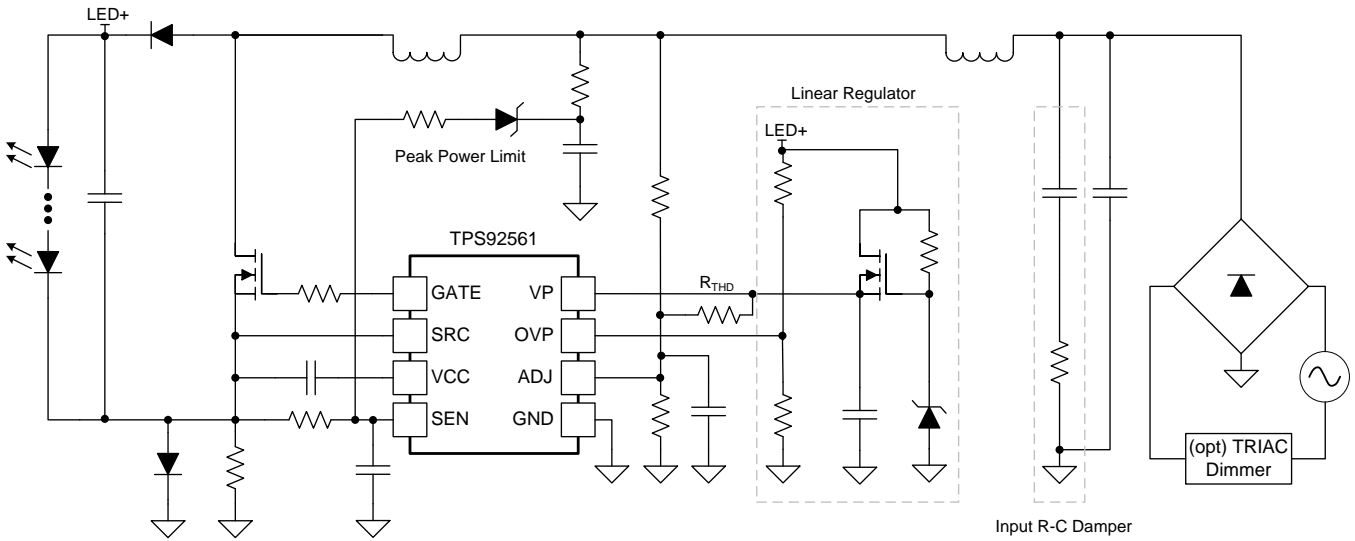 LED+
Linear Regulator
LED+
Peak Power Limit
TPS92561
GATE
VP
RTHD
SRC
OVP
VCC
ADJ
SEN
GND
(opt) TRIAC
Dimmer
Input R-C Damper